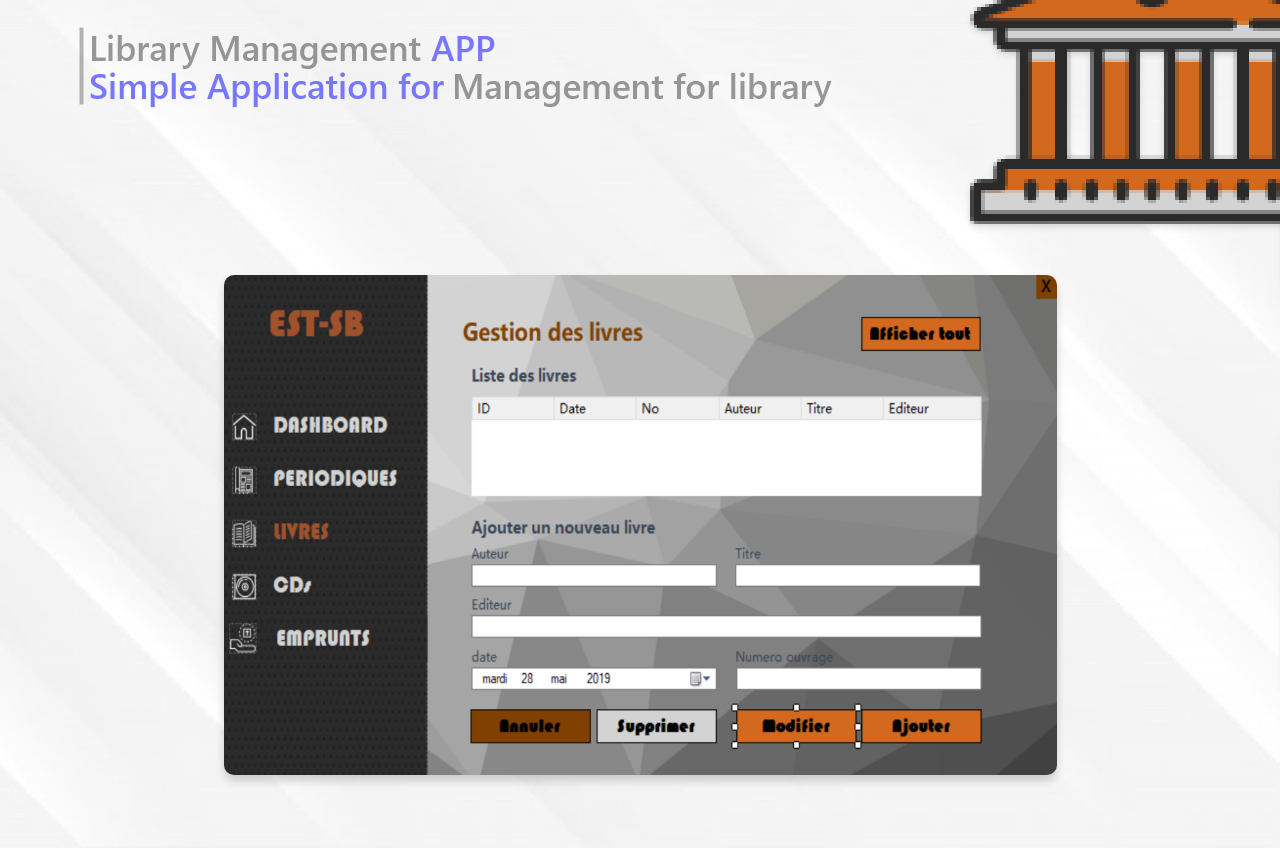 Library Management APP
Simple Application for Management for library
X
EST-SB
DASHBOARD
PERIODIQUES
LIVRES
CDs
EMPRUNTS
Gestion des livres
Afficher tout
Liste des livres
ID Date No Auteur Titre Editeur
Ajouter un nouveau livre
Auteur Titre
Editeur
date Numero ouvrage
mardi 28 mai 2019
Annuler Supprimer Modifier Ajouter